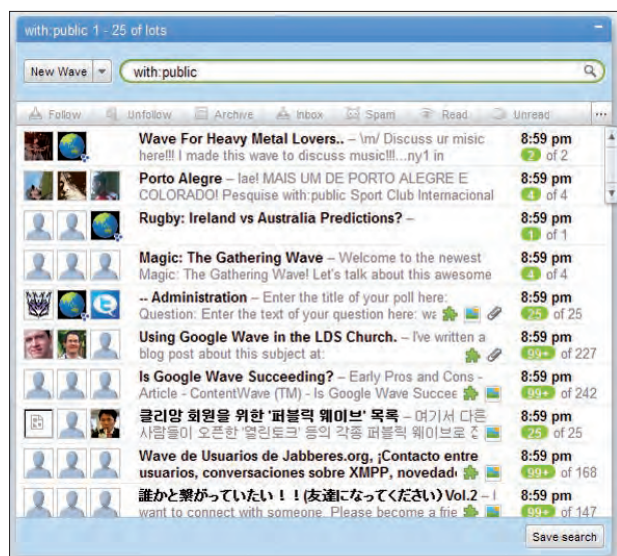 with:public 1 - 25 of lots
New Wave
with:public
Follow Unfollow Archive Inbox Spam Read Unread ...
Wave For Heavy Metal Lovers.. – \m/ Discuss ur misic 8:59 pm
here!!! I made this wave to discuss music!!!...ny1 in 2 of 2
Porto Alegre – Iae! MAIS UM DE PORTO ALEGRE E 8:59 pm
COLORADO! Pesquise with:public Sport Club Internacional 4 of 4
Rugby: Ireland vs Australia Predictions? – 8:59 pm
1 of 1
Magic: The Gathering Wave – Welcome to the newest 8:59 pm
Magic: The Gathering Wave! Let's talk about this awesome 4 of 4
-- Administration – Enter the title of your poll here: 8:59 pm
Question: Enter the text of your question here: 25 of 25
Using Google Wave in the LDS Church. – I've written a 8:59 pm
blog post about this subject at: 99+ of 227
Is Google Wave Succeeding? – Early Pros and Cons - 8:59 pm
Article - ContentWave (TM) - Is Google Wave Succee 99+ of 242
클리앙 회원을 위한 '퍼블릭 웨이브' 목록 – 여기서 다른 8:59 pm
사람들이 오픈한 '열린토크' 등의 각종 퍼블릭 웨이브로 25 of 25
Wave de Usuarios de Jabberes.org, ¡Contacto entre 8:59 pm
usuarios, conversaciones sobre XMPP, novedad 99+ of 168
誰かと繋がっていたい！！(友達になってください) Vol.2 – I 8:59 pm
want to connect with someone. Please become a frie 99+ of 147
Save search